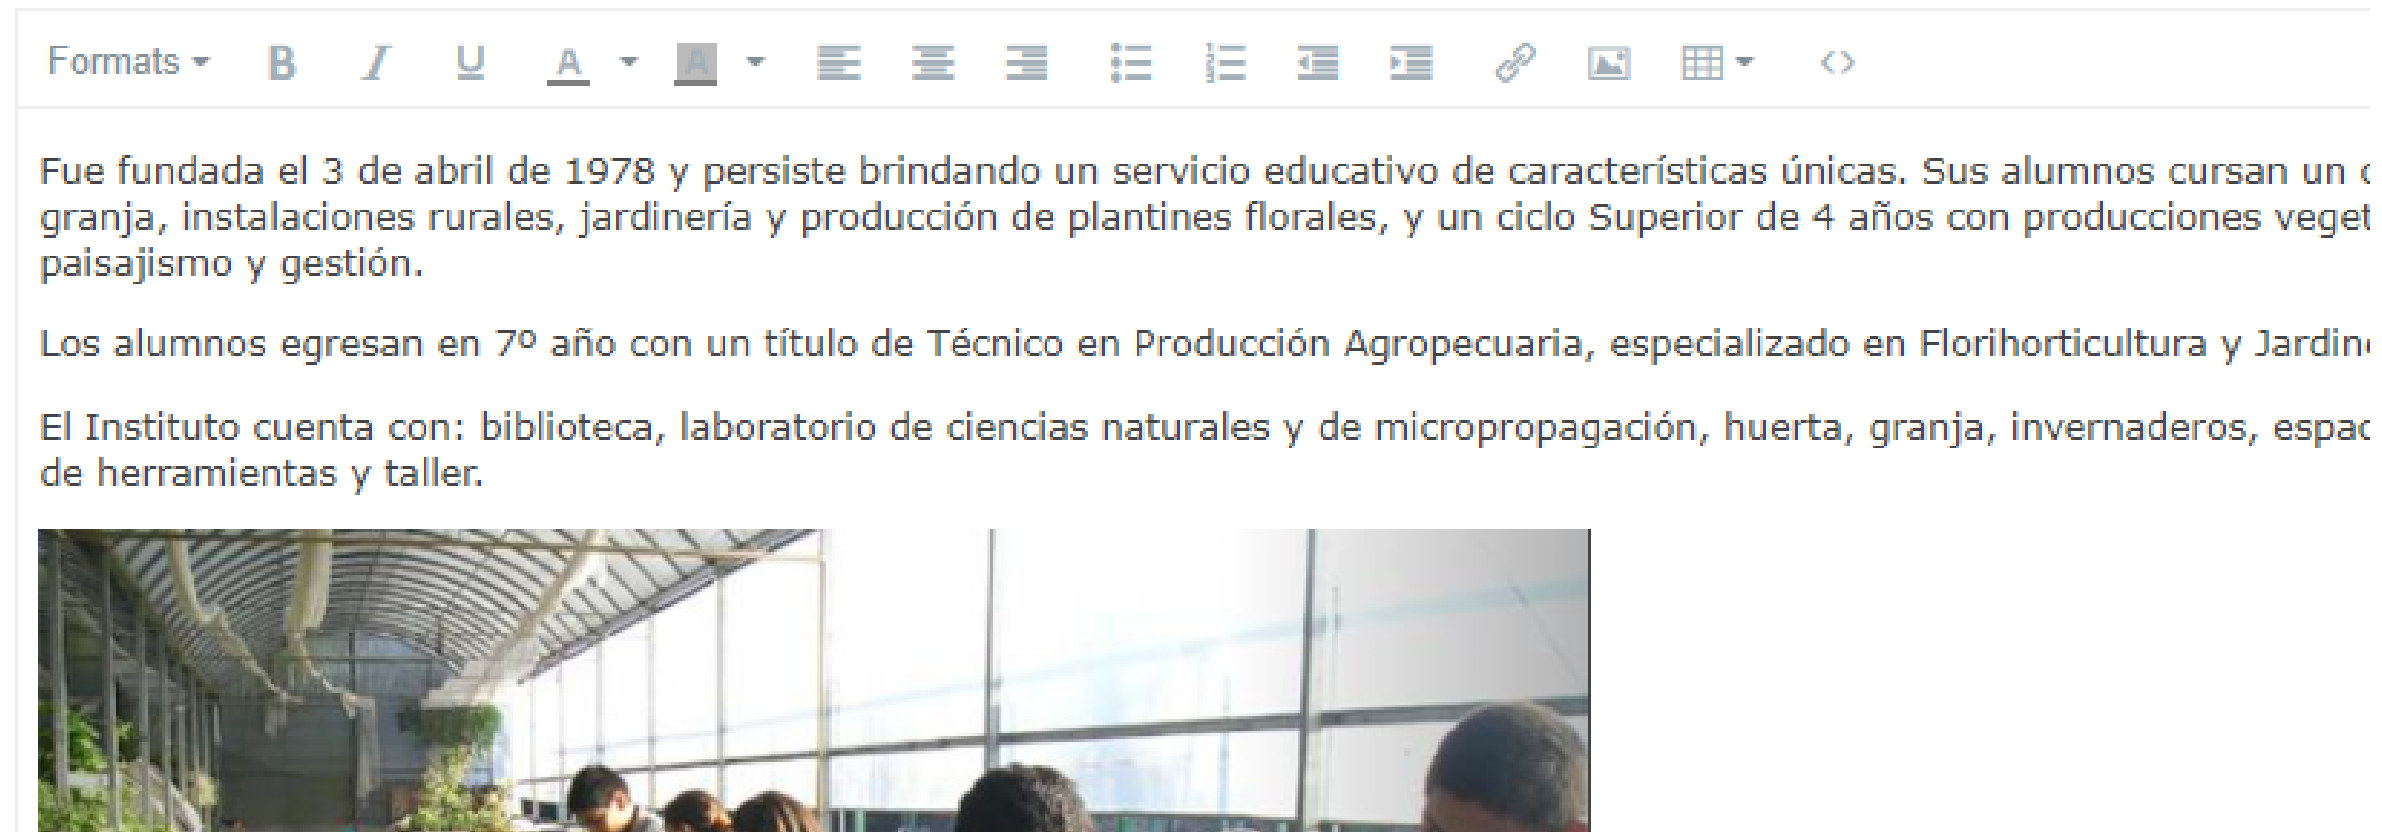 Formats
Fue fundada el 3 de abril de 1978 y persiste brindando un servicio educativo de características únicas. Sus alumnos cursan un
granja, instalaciones rurales, jardinería y producción de plantines florales, y un ciclo Superior de 4 años con producciones veget
paisajismo y gestión.
Los alumnos egresan en 7º año con un título de Técnico en Producción Agropecuaria, especializado en Florihorticultura y Jardin
El Instituto cuenta con: biblioteca, laboratorio de ciencias naturales y de micropropagación, huerta, granja, invernaderos, espac
de herramientas y taller.